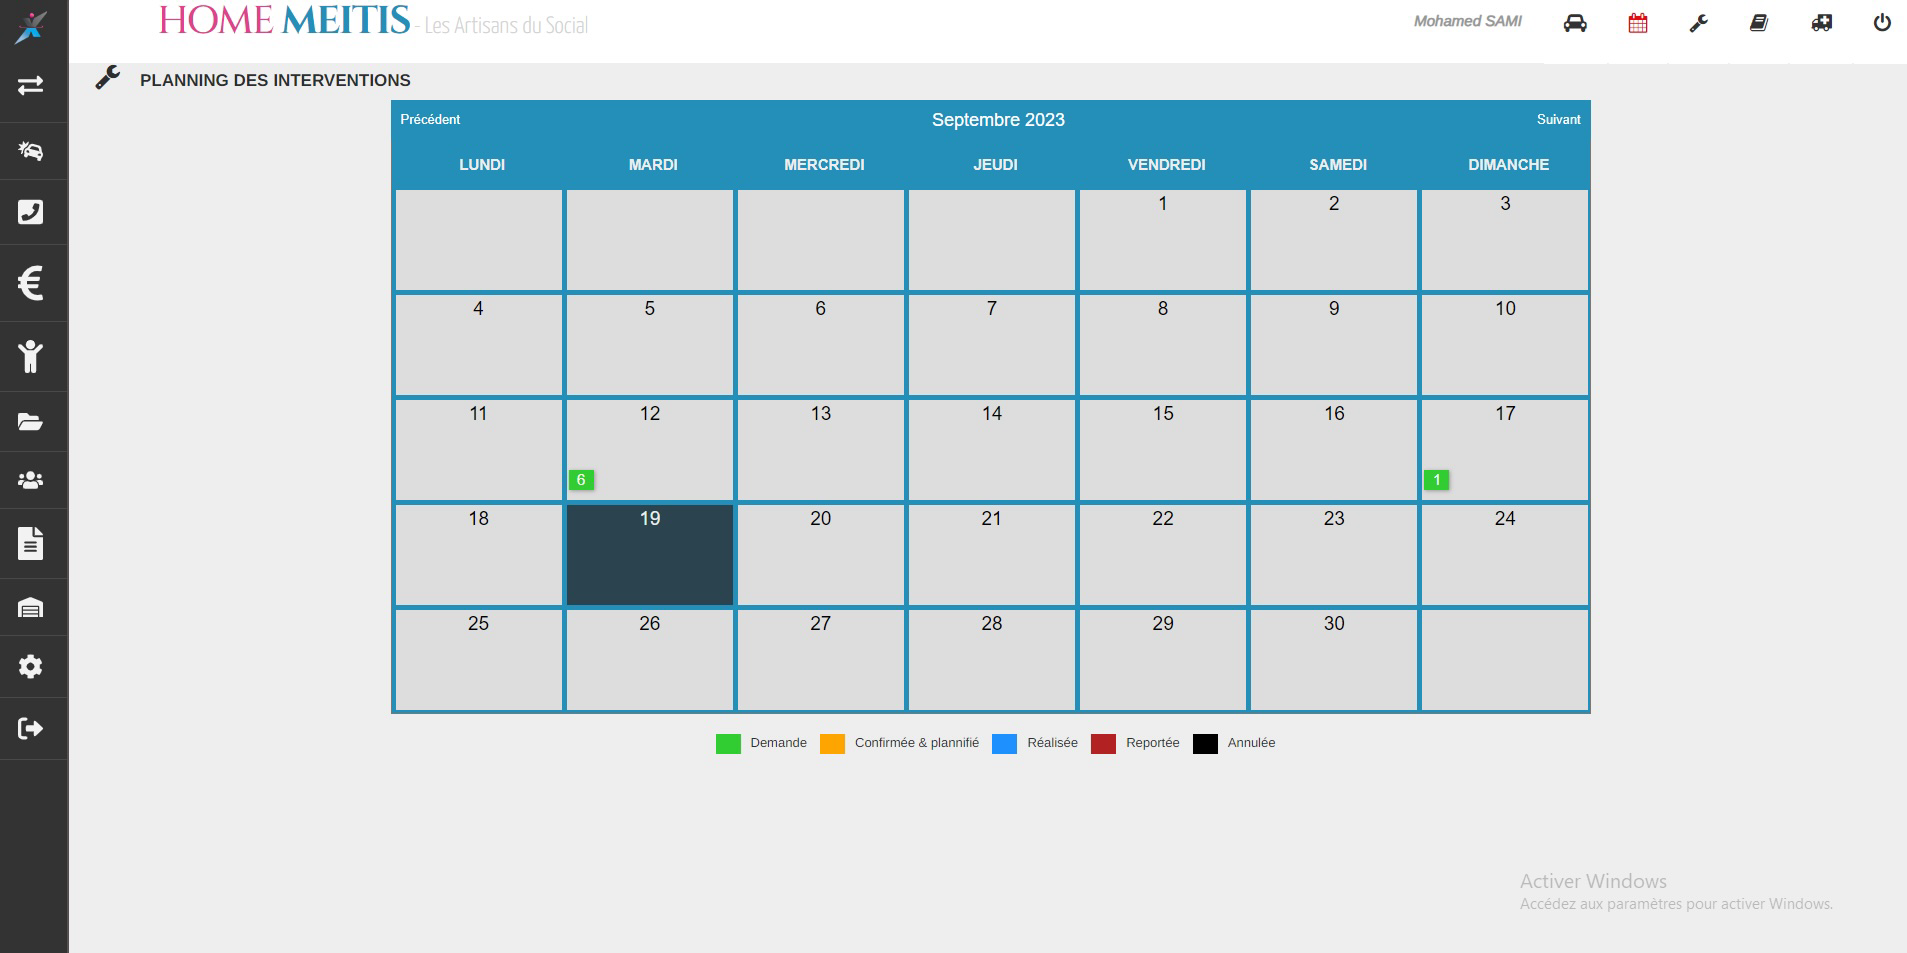 HOME MEITIS - Les Artisans du Social
Mohamed SAMI
PLANNING DES INTERVENTIONS
Précédent Septembre 2023 Suivant
LUNDI MARDI MERCREDI JEUDI VENDREDI SAMEDI DIMANCHE
1 2 3
4 5 6 7 8 9 10
11 12 13 14 15 16 17
6 1
18 19 20 21 22 23 24
25 26 27 28 29 30
Demande Confirmée & plannifié Réalisée Reportée Annulée
Activer Windows
Accédez aux paramètres pour activer Windows.